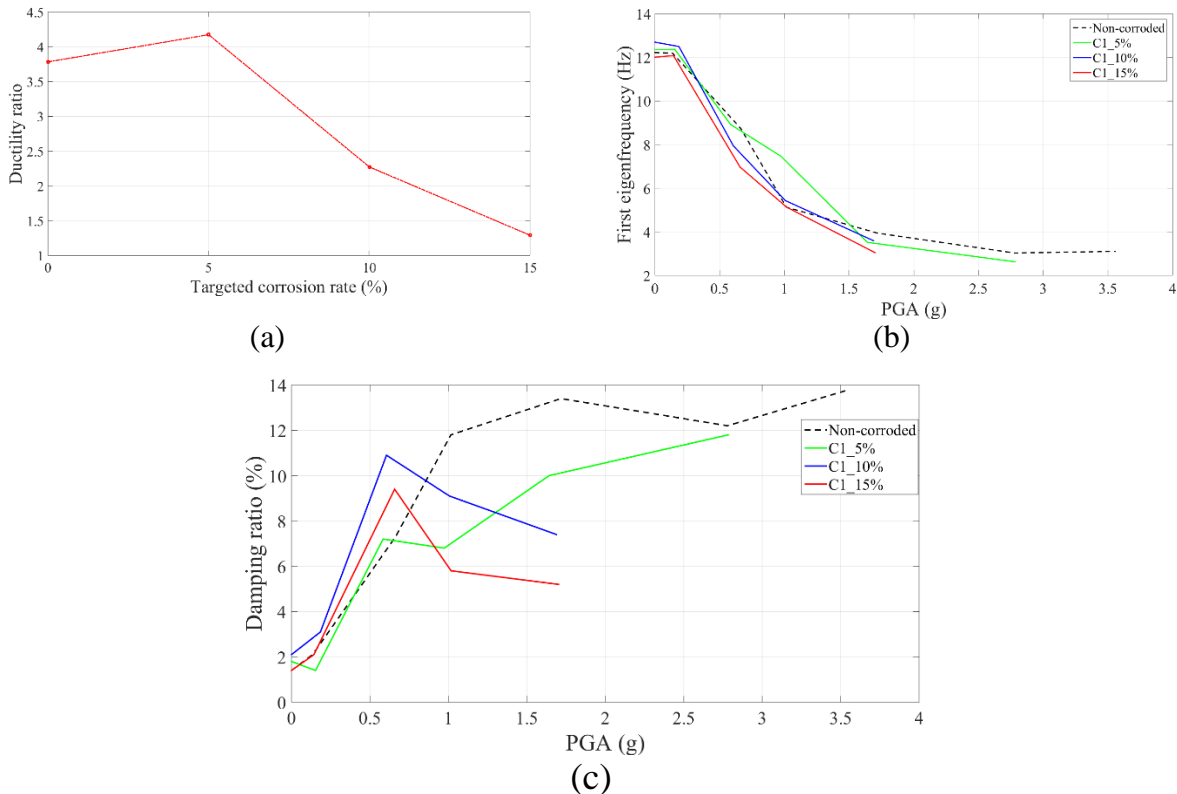 4.5
4
3.5
3
2.5
2
1.5
1
0
5
10
15
Ductility ratio
Targeted corrosion rate (%)
(a)
14
12
10
8
6
4
2
0
0.5
1
1.5
2
2.5
3
3.5
4
First eigenfrequency (Hz)
PGA (g)
Non-corroded
C1_5%
C1_10%
C1_15%
(b)
14
12
10
8
6
4
2
0
0
0.5
1
1.5
2
2.5
3
3.5
4
Damping ratio (%)
PGA (g)
Non-corroded
C1_5%
C1_10%
C1_15%
(c)